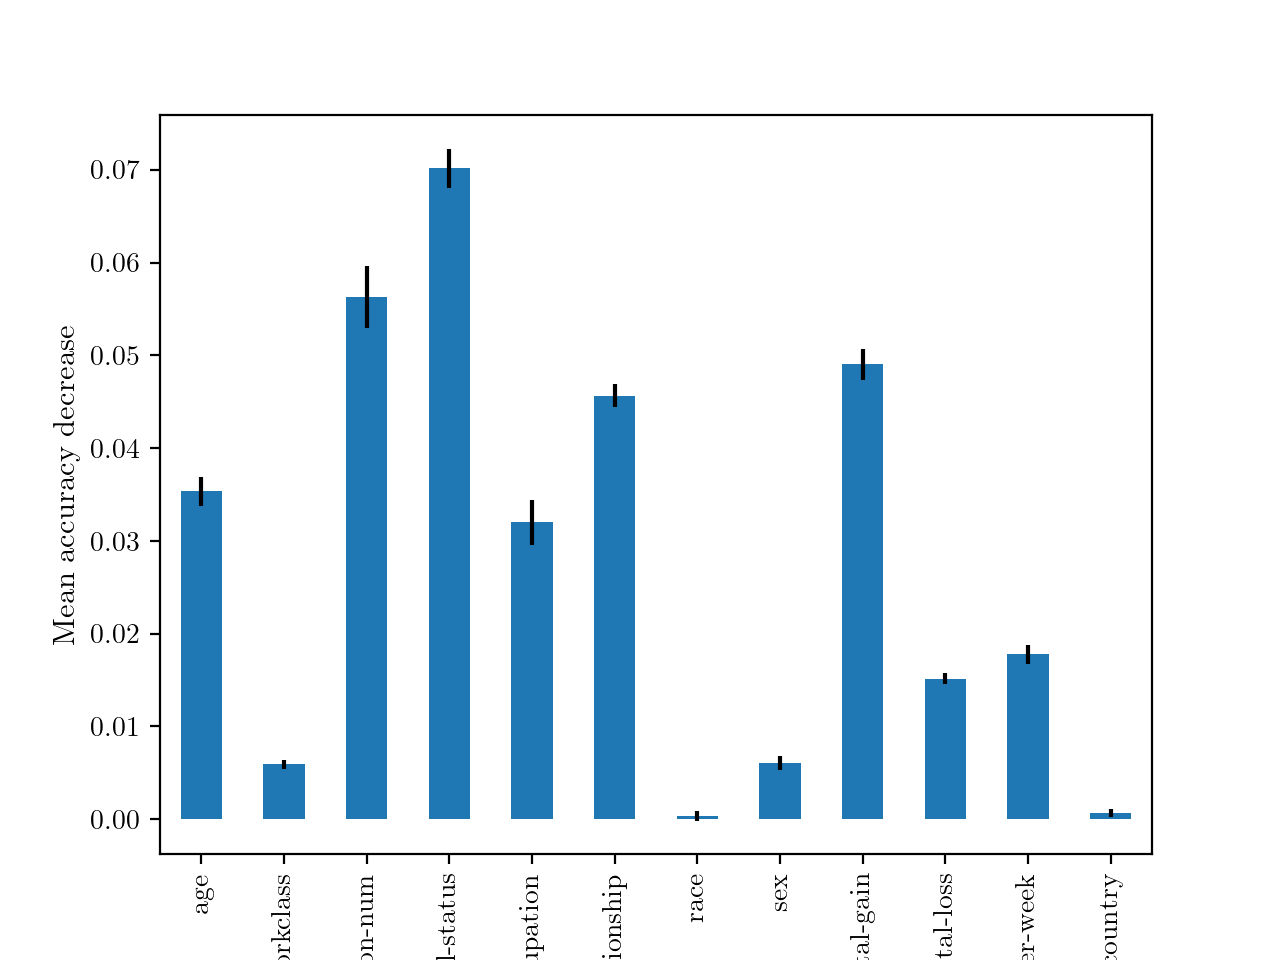 0.07
0.06
0.05
0.04
0.03
0.02
0.01
0.00
Mean accuracy decrease
age
orkclass
on-num
l-status
upation
ionship
race
sex
tal-gain
tal-loss
er-week
country